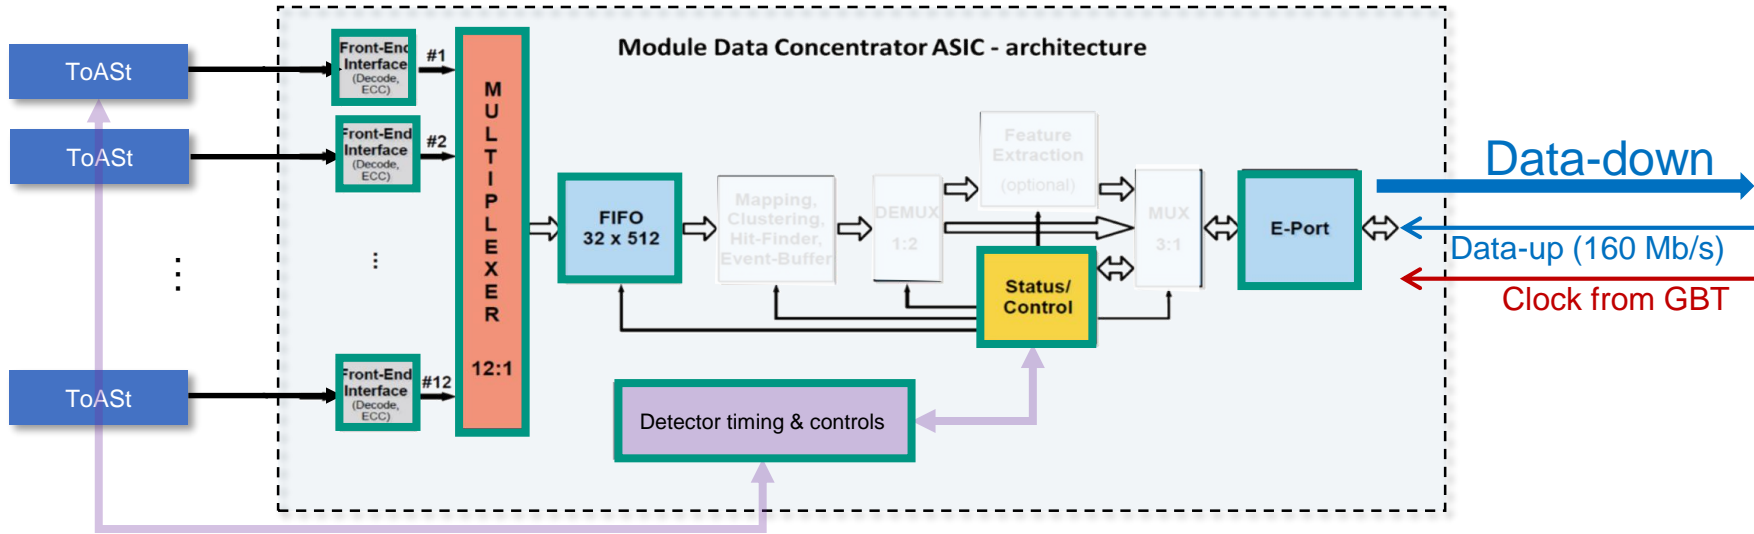 Module Data Concentrator ASIC - architecture
ToASt
Front-End
Interface
(Decode,
ECC)
#1
ToASt
Front-End
Interface
(Decode,
ECC)
#2
⋮
...
ToASt
Front-End
Interface
(Decode,
ECC)
#12
MULTIPLEXER
12:1
FIFO
32 x 512
Mapping,
Clustering,
Hit-Finder,
Event-Buffer
DEMUX
1:2
Feature
Extraction
(optional)
MUX
3:1
Status/
Control
E-Port
Detector timing & controls
Data-down
Data-up (160 Mb/s)
Clock from GBT